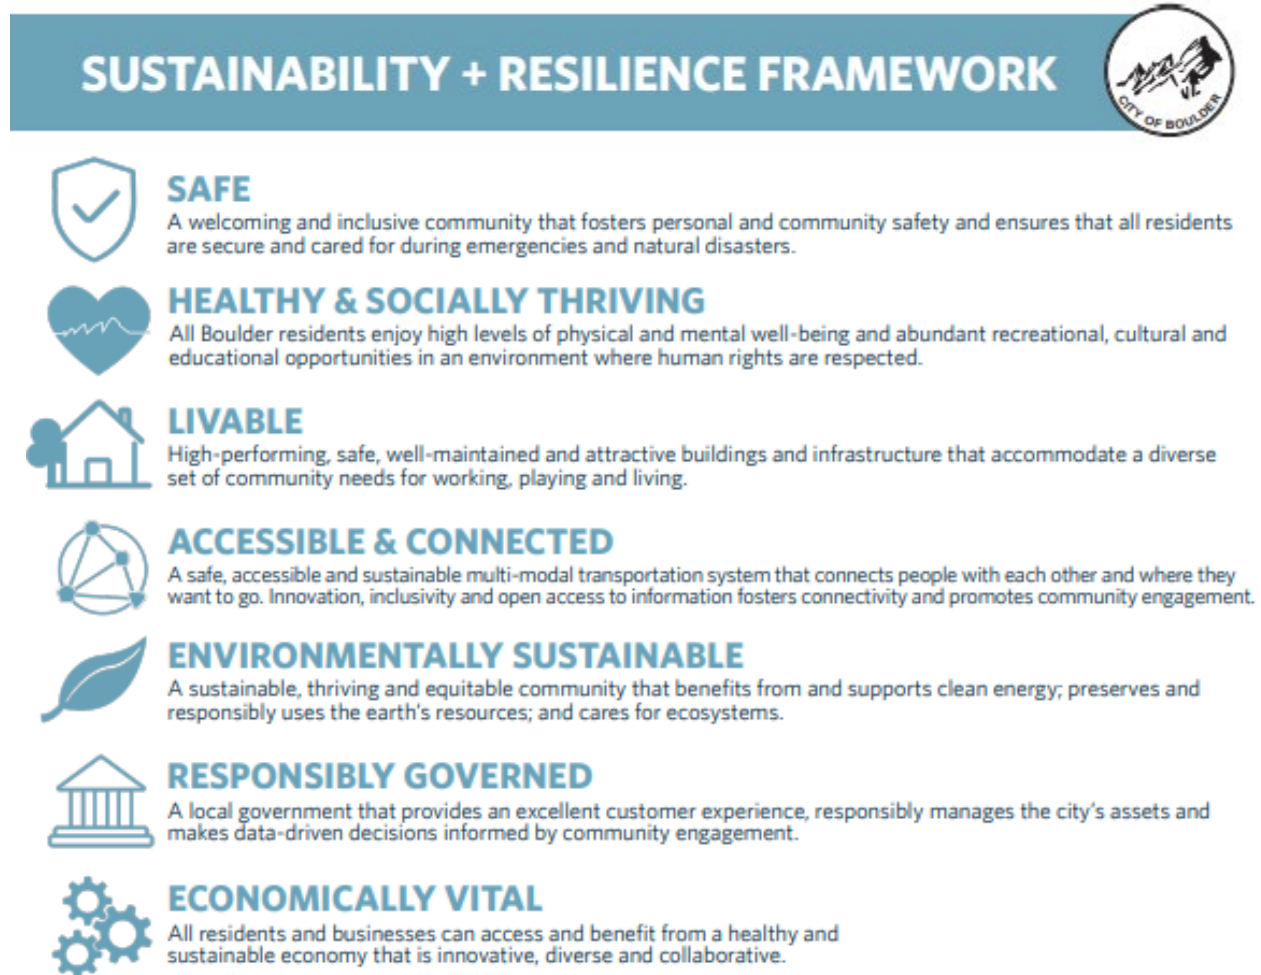 SUSTAINABILITY + RESILIENCE FRAMEWORK
CITY OF BOULDER
SAFE
A welcoming and inclusive community that fosters personal and community safety and ensures that all residents
are secure and cared for during emergencies and natural disasters.
HEALTHY & SOCIALLY THRIVING
All Boulder residents enjoy high levels of physical and mental well-being and abundant recreational, cultural and
educational opportunities in an environment where human rights are respected.
LIVABLE
High-performing, safe, well-maintained and attractive buildings and infrastructure that accommodate a diverse
set of community needs for working, playing and living.
ACCESSIBLE & CONNECTED
A safe, accessible and sustainable multi-modal transportation system that connects people with each other and where they
want to go. Innovation, inclusivity and open access to information fosters connectivity and promotes community engagement.
ENVIRONMENTALLY SUSTAINABLE
A sustainable, thriving and equitable community that benefits from and supports clean energy; preserves and
responsibly uses the earth's resources; and cares for ecosystems.
RESPONSIBLY GOVERNED
A local government that provides an excellent customer experience, responsibly manages the city's assets and
makes data-driven decisions informed by community engagement.
ECONOMICALLY VITAL
All residents and businesses can access and benefit from a healthy and
sustainable economy that is innovative, diverse and collaborative.